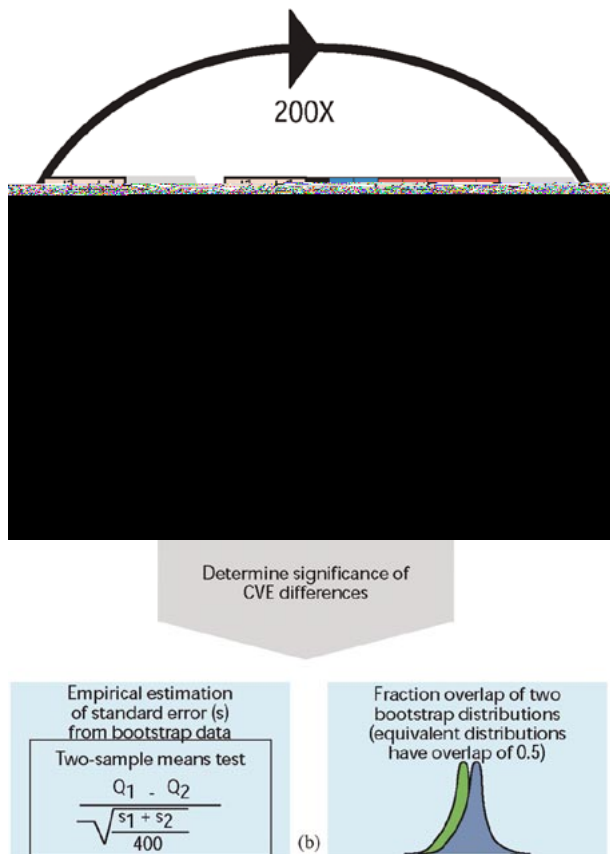 200X
Determine significance of
CVE differences
Empirical estimation
of standard error (s)
from bootstrap data
Two-sample means test
Q1 - Q2
√ s1 + s2
400
(b)
Fraction overlap of two
bootstrap distributions
(equivalent distributions
have overlap of 0.5)